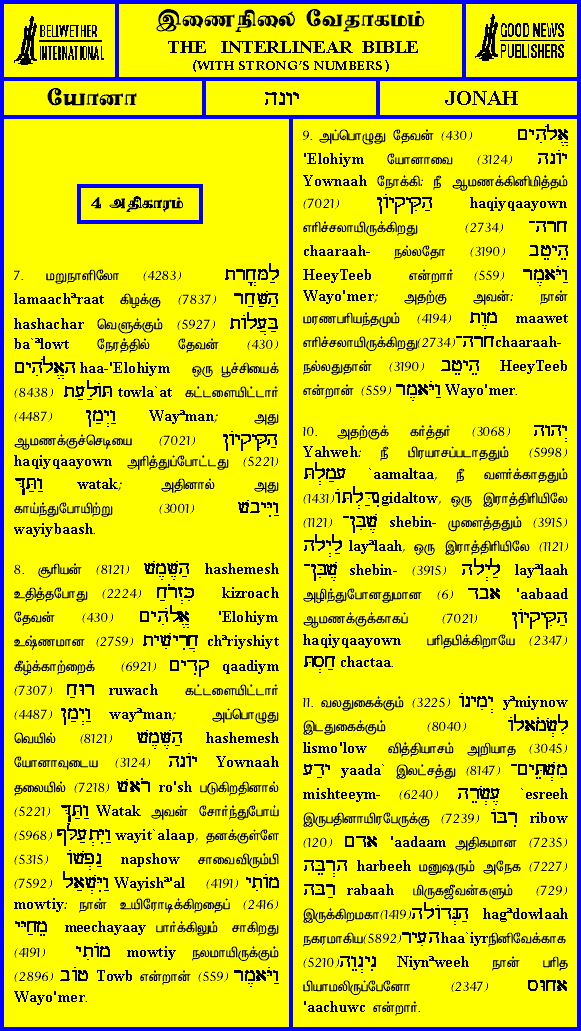 BELLWETHER
INTERNATIONAL
இணைநிலை வேதாகமம்
THE INTERLINEAR BIBLE
(WITH STRONG'S NUMBERS)
GOOD NEWS
PUBLISHERS
யோனா
יונה
JONAH
4 அதிகாரம்
7. மறுநாளிலோ (4283) לַמָּחֳרָת
lamaachªraat கிழக்கு (7837) הַשַּׁחַר
hashachar வெளுக்கும் (5927) בַּעֲלוֹת
ba`ªlowt நேரத்தில் தேவன் (430)
הָאֱלֹהִים haa-'Elohiym ஒரு பூச்சியைக்
(8438) תּוֹלַעַת towla`at கட்டளையிட்டார்
(4487) וַיְמַן Wayªman; அது
ஆமணக்குச்செடியை (7021) הַקִּיקָיוֹן
haqiyqaayown அரித்துப்போட்டது (5221)
וַתַּךְ watak; அதினால் அது
காய்ந்துபோயிற்று (3001) וַיִּיבָשׁ
wayiybaash.
8. சூரியன் (8121) הַשֶּׁמֶשׁ hashemesh
உதித்தபோது (2224) כִּזְרֹחַ kizroach
தேவன் (430) אֱלֹהִים 'Elohiym
உஷ்ணமான (2759) חֲרִישִׁית chªriyshiyt
கீழ்க்காற்றைக் (6921) קָדִים qaadiym
(7307) רוּחַ ruwach கட்டளையிட்டார்
(4487) וַיְמַן wayªman; அப்பொழுது
வெயில் (8121) הַשֶּׁמֶשׁ hashemesh
யோனாவுடைய (3124) יוֹנָה Yownaah
தலையில் (7218) רֹאשׁ ro'sh படுகிறதினால்
(5221) וַתַּךְ Watak அவன் சோர்ந்துபோய்
(5968) וַיִּתְעַלָּף wayit`alaap, தனக்குள்ளே
(5315) נַפְשׁוֹ napshow சாவைவிரும்பி
(7592) וַיִּשְׁאַל Wayish'ªal (4191) מוֹתִי
mowtiy: நான் உயிரோடிக்கிறதைப் (2416)
מֵחַיַּי meechayaay பார்க்கிலும் சாகிறது
(4191) מוֹתִי mowtiy நலமாயிருக்கும்
(2896) טוֹב Towb என்றான் (559) וַיֹּאמֶר
Wayo'mer.
9. அப்பொழுது தேவன் (430) אֱלֹהִים
'Elohiym யோனாவை (3124) יוֹנָה
Yownaah நோக்கி: நீ ஆமணக்கினிமித்தம்
(7021) הַקִּיקָיוֹן haqiyqaayown
எரிச்சலாயிருக்கிறது (2734) חָרָה־
chaaraah- நல்லதோ (3190) הַיטֵב
HeeyTeeb என்றார் (559) וַיֹּאמֶר
Wayo'mer; அதற்கு அவன்: நான்
மரணபரியந்தமும் (4194) מָוֶת maawet
எரிச்சலாயிருக்கிறது(2734) חָרָה־chaaraah-
நல்லதுதான் (3190) הֵיטֵב HeeyTeeb
என்றான் (559) וַיֹּאמֶר Wayo'mer.
10. அதற்குக் கர்த்தர் (3068) יְהוָה
Yahweh: நீ பிரயாசப்படாததும் (5998)
עָמַלְתָּ `aamaltaa, நீ வளர்க்காததும்
(1431)גִדַּלְתּוֹgidaltow, ஒரு இராத்திரியிலே
(1121) שֶׁבִּן־ shebin- முளைத்ததும் (3915)
לַיְלָה layªlaah, ஒரு இராத்திரியிலே (1121)
שֶׁבִּן־ shebin- (3915) לַיְלָה layªlaah
அழிந்துபோனதுமான (6) אָבָד 'aabaad
ஆமணக்குக்காகப் (7021) הַקִּיקָיוֹן
haqiyqaayown பரிதபிக்கிறாயே (2347)
חַסְתָּ chactaa.
11. வலதுகைக்கும் (3225) יְמִינוֹ yªmiynow
இடதுகைக்கும் (8040) לִשְׂמֹאלוֹ
lismo'low வித்தியாசம் அறியாத (3045)
יָדַע yaada` இலட்சத்து (8147) מִשְׁתֵּים־
mishteeym- (6240) עֶשְׂרֵה `esreeh
இருபதினாயிரபேருக்கு (7239) רִבּוֹ ribow
(120) אָדָם 'aadaam அதிகமான (7235)
הַרְבֵּה harbeeh மனுஷரும் அநேக (7227)
רַבָּה rabaah மிருகஜீவன்களும் (729)
இருக்கிறமகா(1419)הַגְּדוֹלָה hagªdowlaah
நகரமாகிய(5892)הָעִירhaa`iyrநினிவேக்காக
(5210)נִינְוֵהNiynªweeh நான் பரித
பியாமலிருப்பேனோ (2347) אָחוּס
'aachuwc என்றார்.